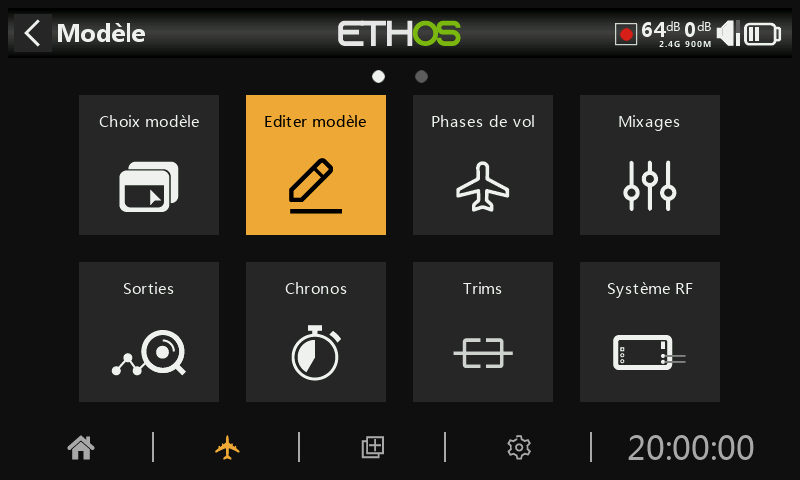 Modèle
ETHOS
64dB 0dB
2.4G 900M
Choix modèle
Editer modèle
Phases de vol
Mixages
Sorties
Chronos
Trims
Système RF
20:00:00